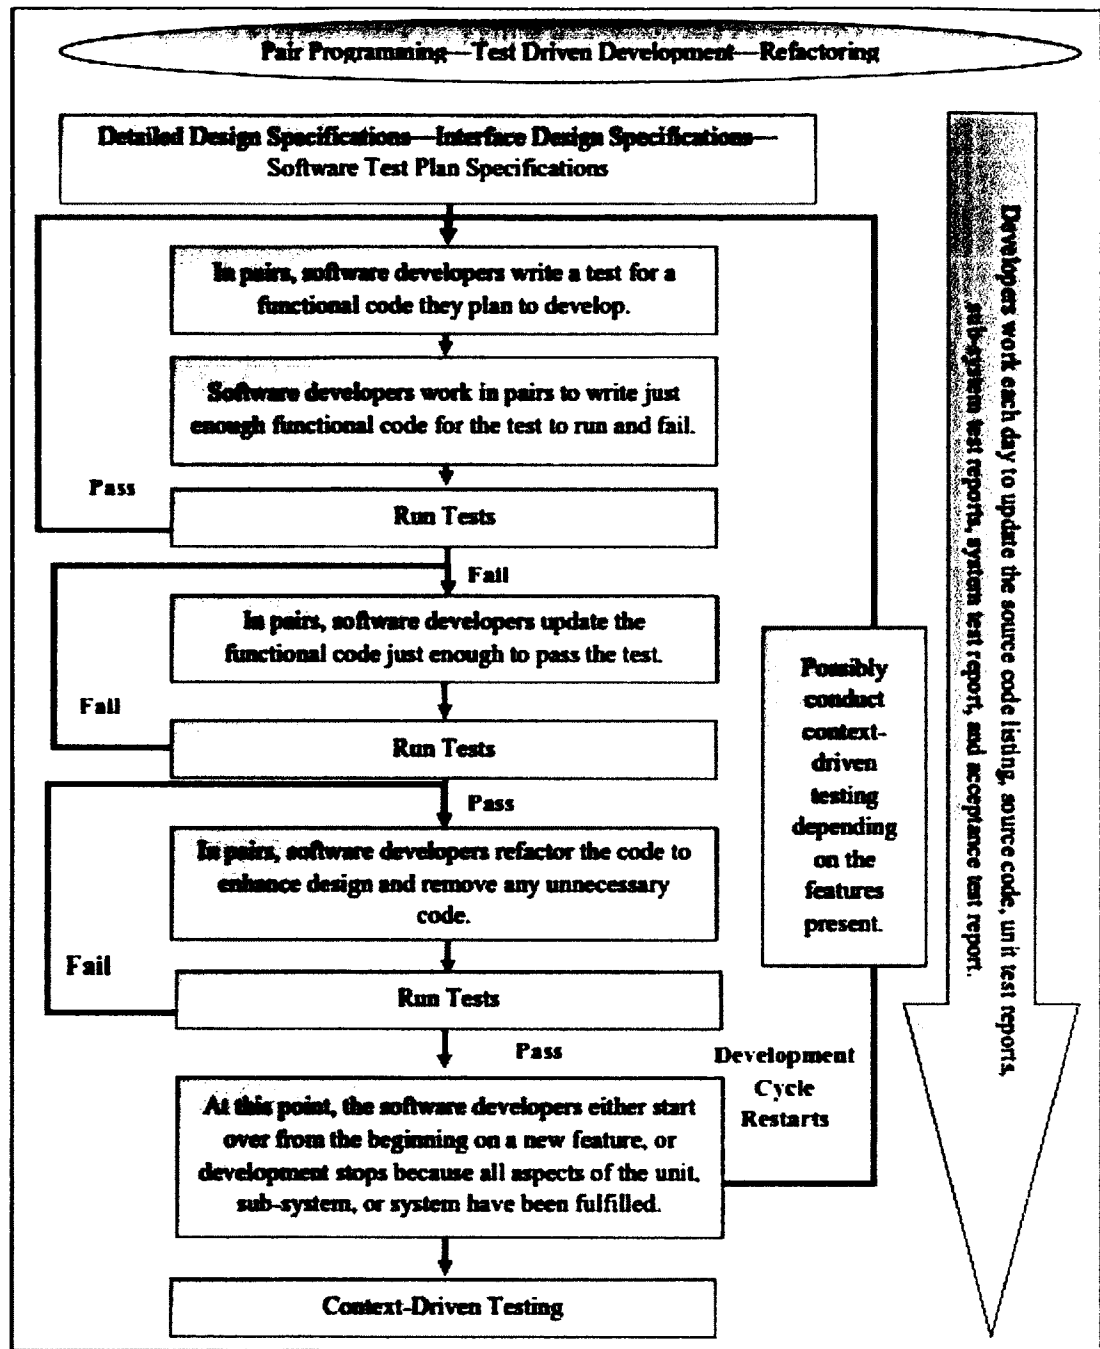 Pair Programming—Test Driven Development—Refactoring
Detailed Design Specifications—Interface Design Specifications—
Software Test Plan Specifications
In pairs, software developers write a test for a
functional code they plan to develop.
Software developers work in pairs to write just
enough functional code for the test to run and fail.
Pass
Run Tests
Fail
In pairs, software developers update the
functional code just enough to pass the test.
Fail
Run Tests
Pass
In pairs, software developers refactor the code to
enhance design and remove any unnecessary
code.
Fail
Run Tests
Pass
At this point, the software developers either start
over from the beginning on a new feature, or
development stops because all aspects of the unit,
sub-system, or system have been fulfilled.
Context-Driven Testing
Development
Cycle
Restarts
Possibly
conduct
context-
driven
testing
depending
on the
features
present.
Developers work each day to update the source code listing, source code, unit test reports,
sub-system test reports, system test report, and acceptance test report.